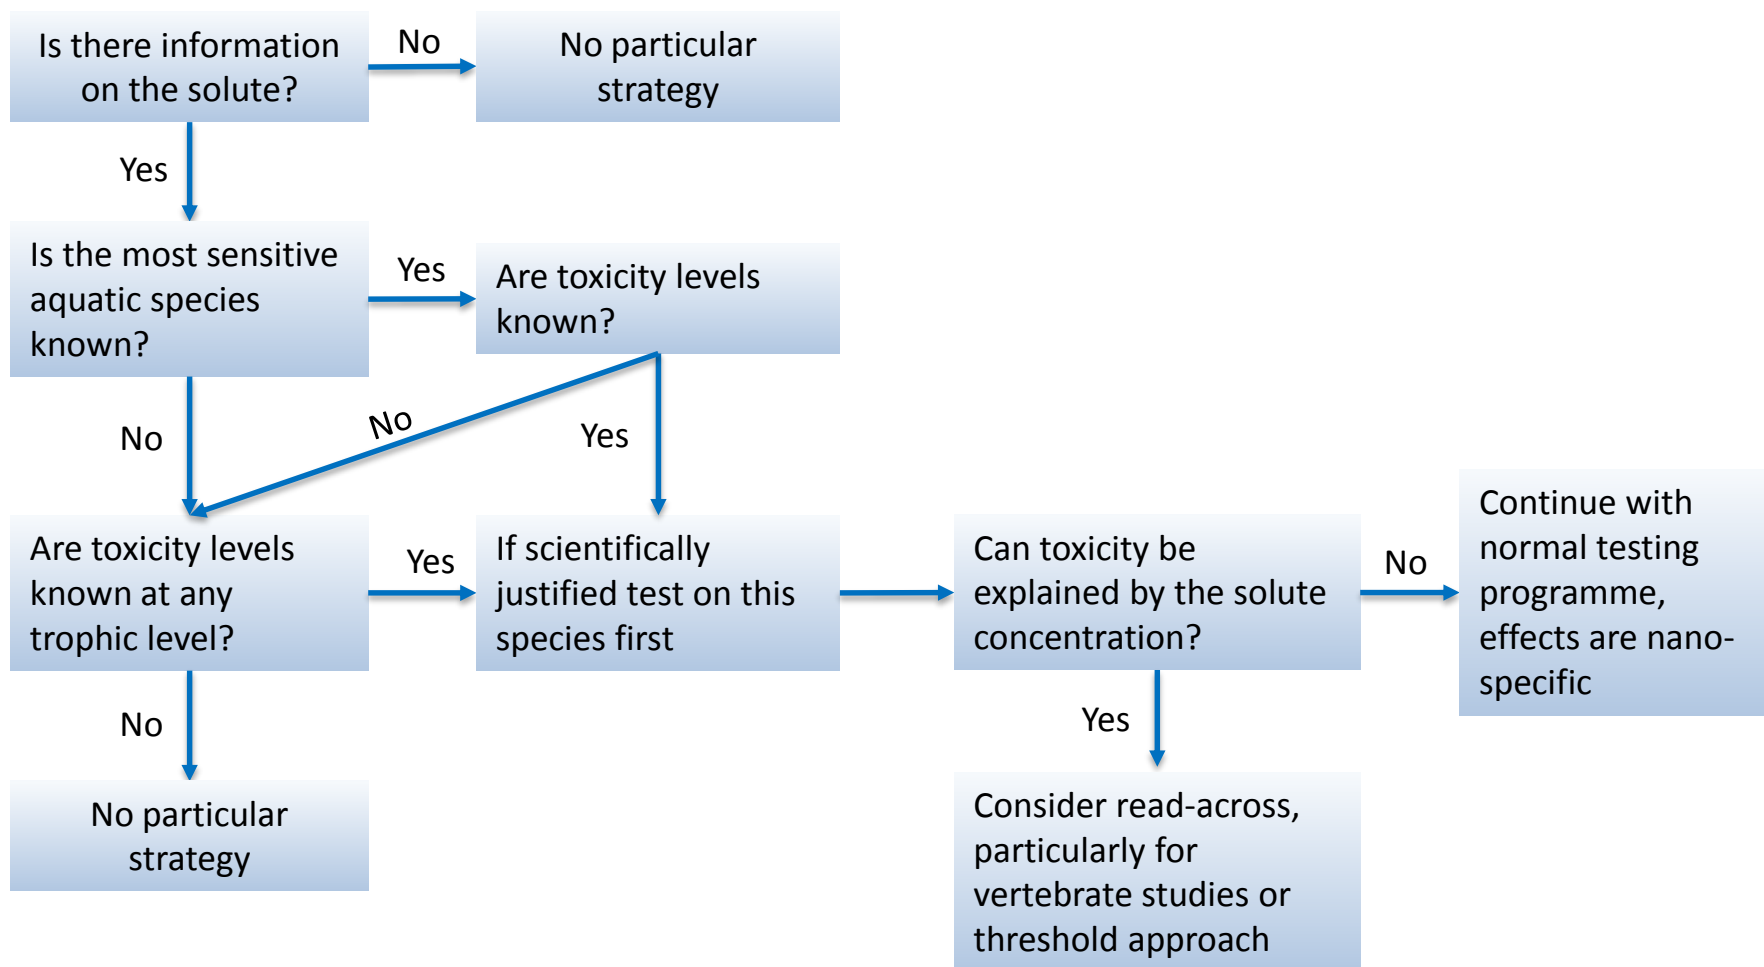 Is there information
on the solute?
No
No particular
strategy
Yes
Is the most sensitive
aquatic species
known?
Yes
Are toxicity levels
known?
No
No
Yes
Are toxicity levels
known at any
trophic level?
Yes
If scientifically
justified test on this
species first
Can toxicity be
explained by the solute
concentration?
No
Continue with
normal testing
programme,
effects are nano-
specific
No
No particular
strategy
Yes
Consider read-across,
particularly for
vertebrate studies or
threshold approach